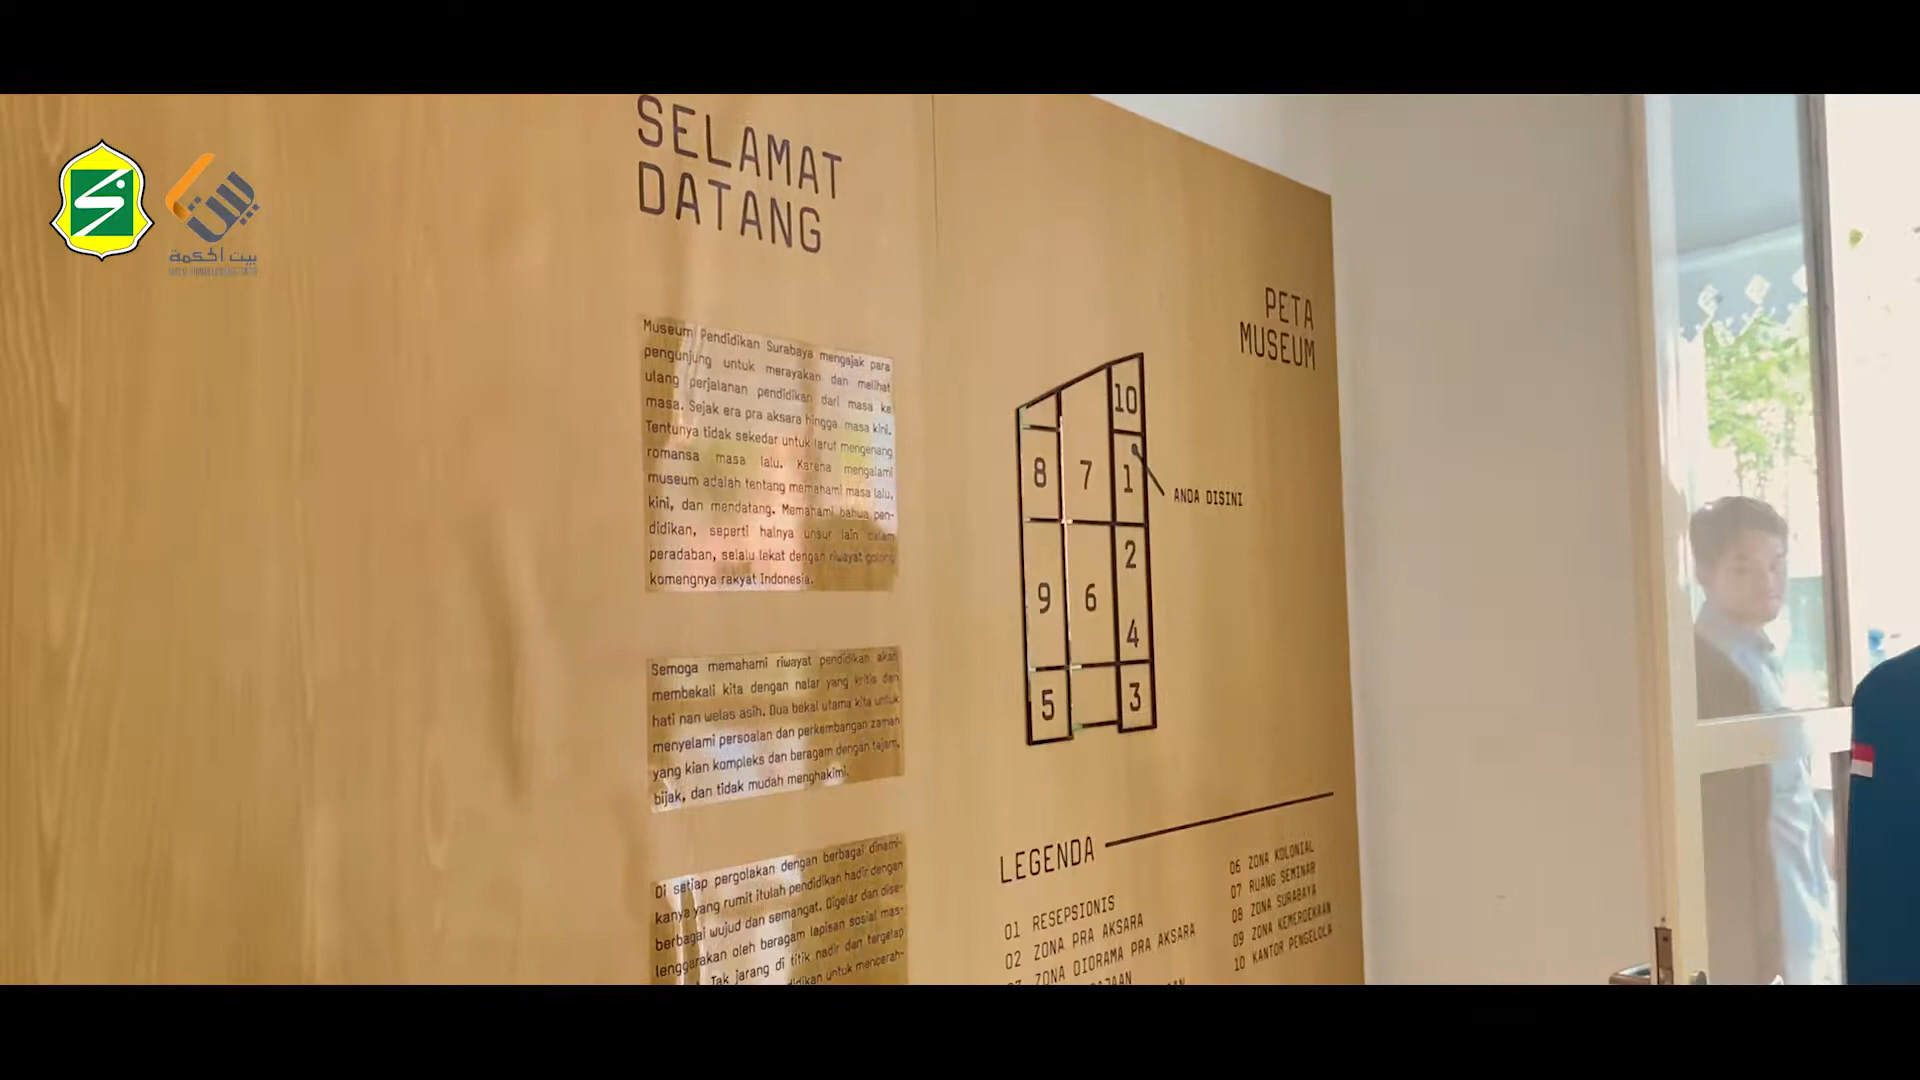 بيت الحكمة
SELAMAT
DATANG
Museum Pendidikan Surabaya mengajak para
pengunjung untuk merayakan dan melihat
ulang perjalanan pendidikan dari masa ke
masa. Sejak era pra aksara hingga masa kini.
Tentunya tidak sekedar untuk larut mengenang
romansa masa lalu. Karena mengalami
museum adalah tentang memahami masa lalu,
kini, dan mendatang. Memahami bahwa pen-
didikan, seperti halnya unsur lain dalam
peradaban, selalu lekat dengan riwayat golong
komengnya rakyat Indonesia.
Semoga memahami riwayat pendidikan akan
membekali kita dengan nalar yang kritis dan
hati nan welas asih. Dua bekal utama kita untuk
menyelami persoalan dan perkembangan zaman
yang kian kompleks dan beragam dengan tajam,
bijak, dan tidak mudah menghakimi.
Di setiap pergolakan dengan berbagai dinami-
kanya yang rumit itulah pendidikan hadir dengan
berbagai wujud dan semangat. Digelar dan dise-
lenggarakan oleh beragam lapisan sosial mas-
Tak jarang di titik nadir dan tergelap
didikan untuk mencerah-
PETA
MUSEUM
10
8
7
1
ANDA DISINI
2
9
6
4
5
3
LEGENDA
01 RESEPSIONIS
02 ZONA PRA AKSARA
ZONA DIORAMA PRA AKSARA
06 ZONA KOLONIAL
07 RUANG SEMINAR
08 ZONA SURABAYA
09 ZONA KEMERDEKAAN
10 KANTOR PENGELOLA